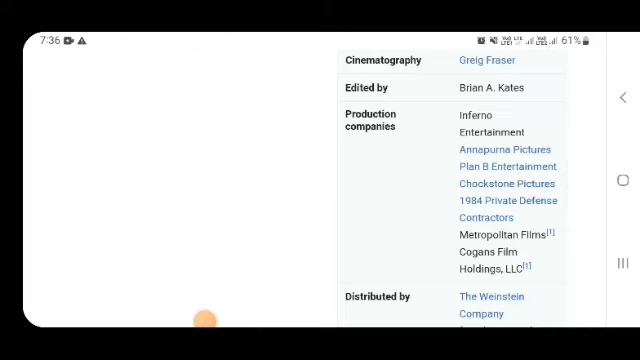 7:36
61%
Cinematography Greig Fraser
Edited by Brian A. Kates
Production companies
Inferno
Entertainment
Annapurna Pictures
Plan B Entertainment
Chockstone Pictures
1984 Private Defense
Contractors
Metropolitan Films[1]
Cogans Film
Holdings, LLC[1]
Distributed by The Weinstein
Company